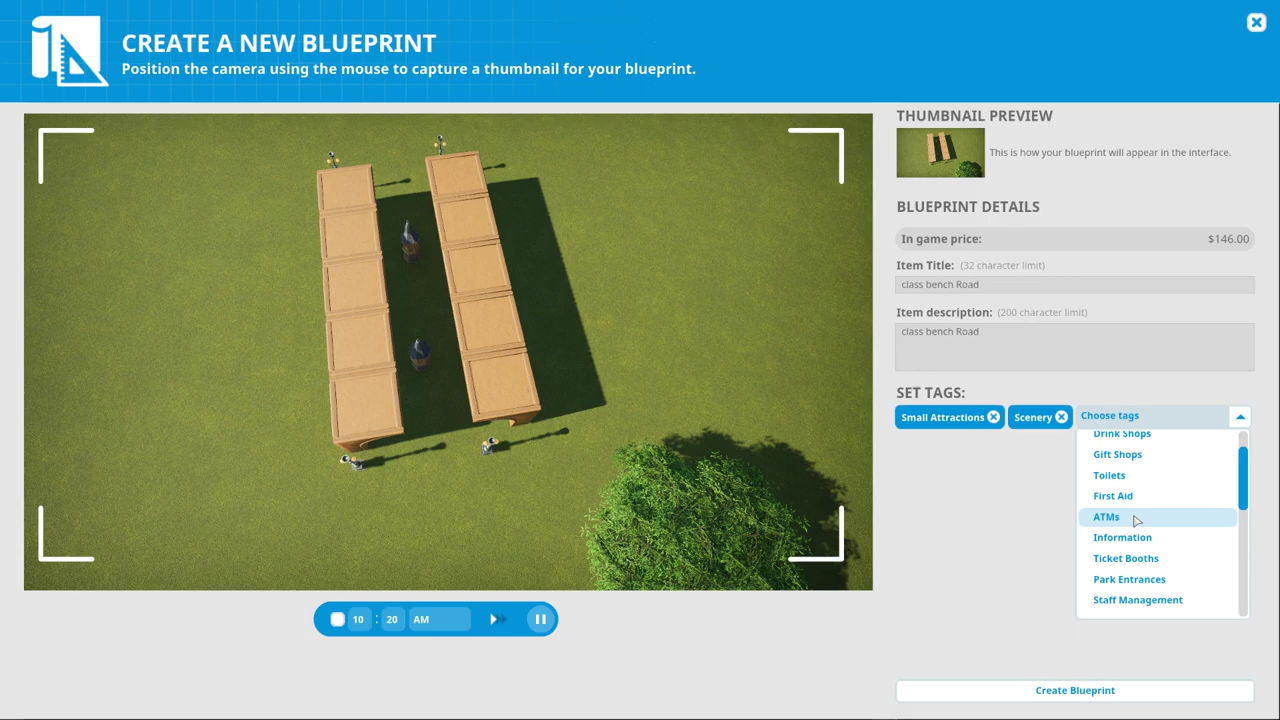 CREATE A NEW BLUEPRINT
Position the camera using the mouse to capture a thumbnail for your blueprint.
THUMBNAIL PREVIEW
This is how your blueprint will appear in the interface.
BLUEPRINT DETAILS
In game price: $146.00
Item Title: (32 character limit)
class bench Road
Item description: (200 character limit)
class bench Road
SET TAGS:
Small Attractions Scenery Choose tags
Drink Shops
Gift Shops
Toilets
First Aid
ATMs
Information
Ticket Booths
Park Entrances
Staff Management
10 : 20 AM
Create Blueprint